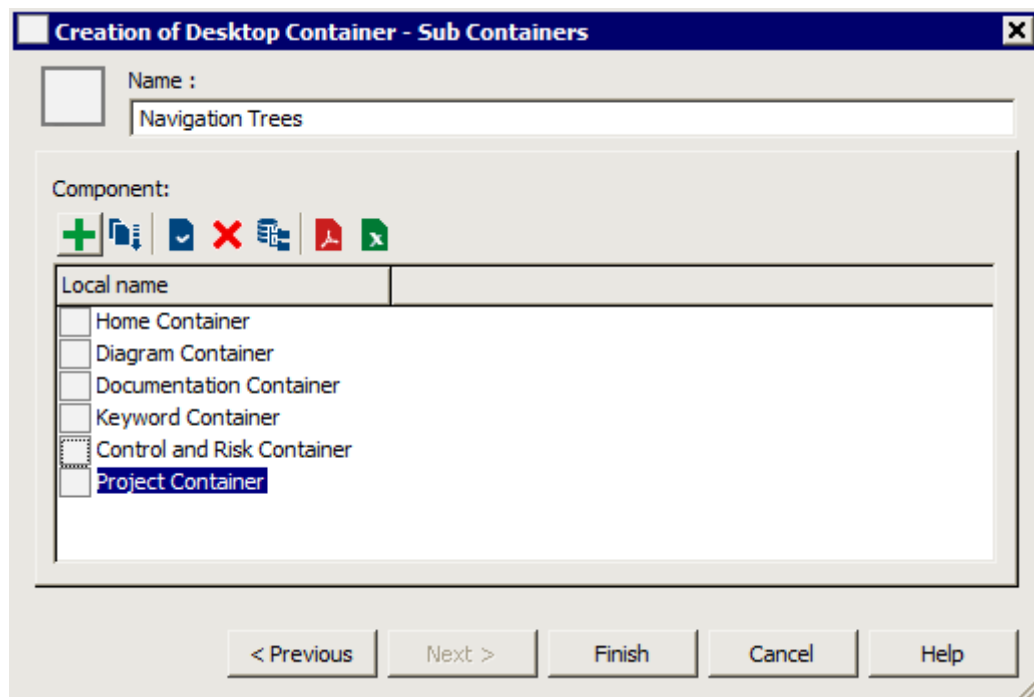 Creation of Desktop Container - Sub Containers
Name :
Navigation Trees
Component:
Local name
Home Container
Diagram Container
Documentation Container
Keyword Container
Control and Risk Container
Project Container
< Previous Next > Finish Cancel Help